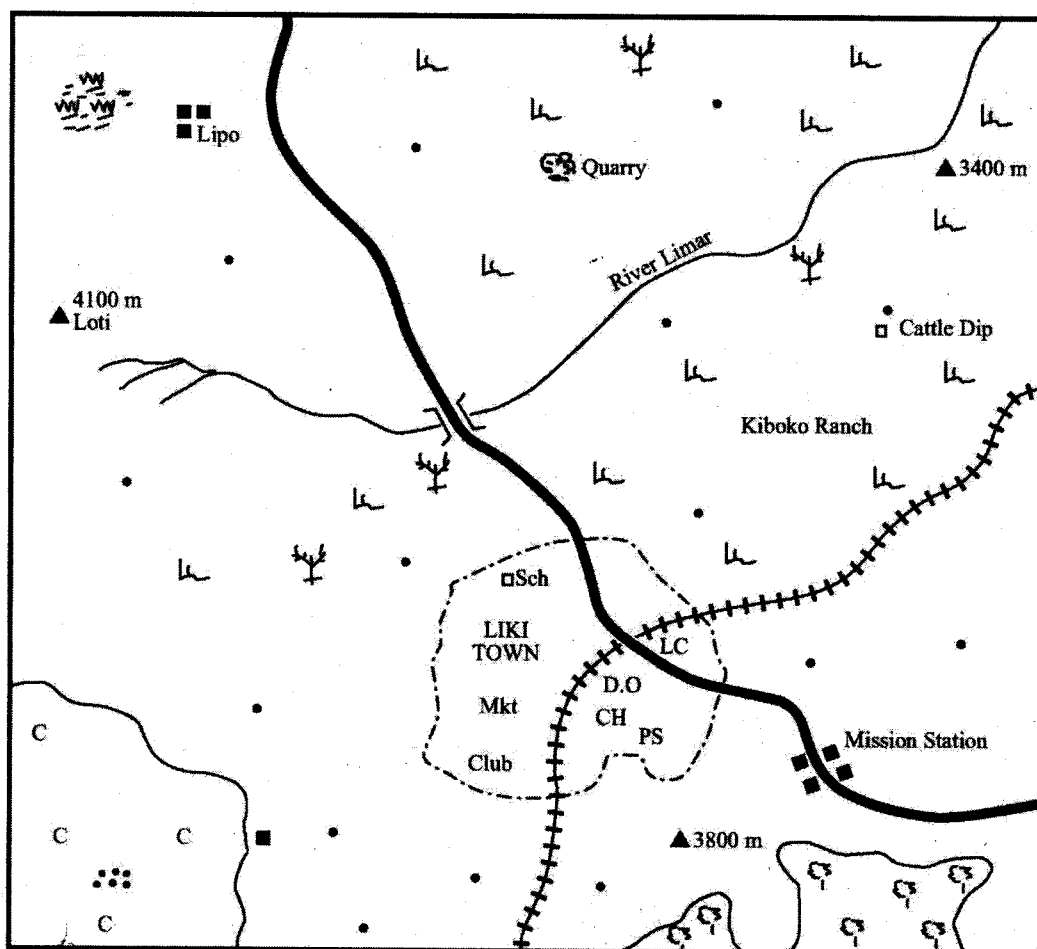 Lipo
Quarry
3400 m
River Limar
4100 m
Loti
Cattle Dip
Kiboko Ranch
Sch
LIKI
TOWN
LC
D.O
Mkt
CH
PS
Club
Mission Station
C
C
C
C
3800 m